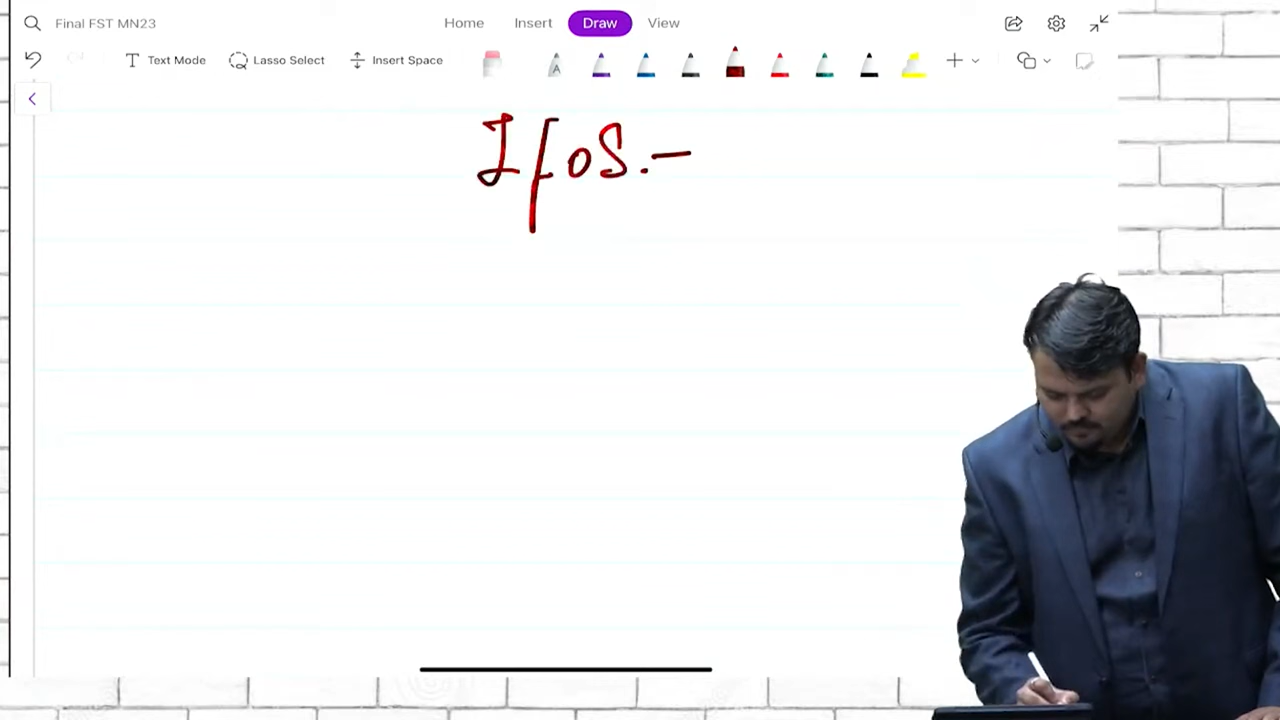 Final FST MN23
Home Insert Draw View
Text Mode Lasso Select Insert Space
A
IfoS.-